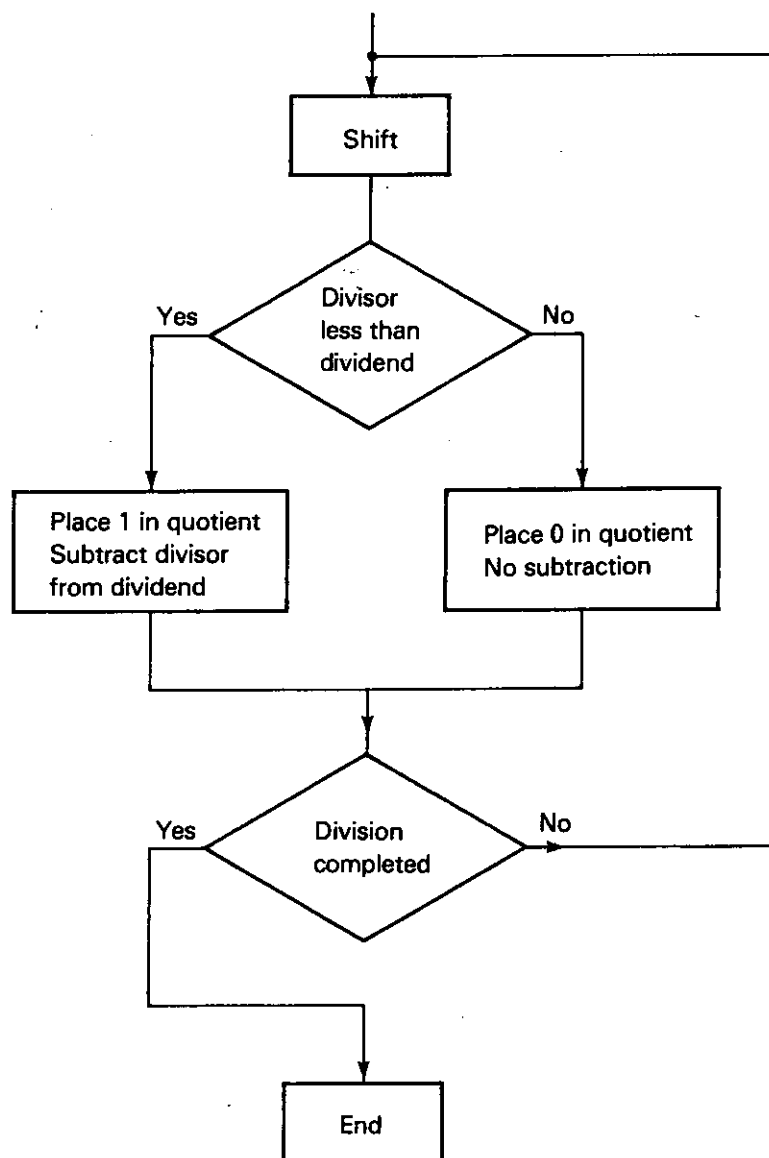 Shift
Divisor
less than
dividend
Yes
No
Place 1 in quotient
Subtract divisor
from dividend
Place 0 in quotient
No subtraction
Yes
Division
completed
No
End